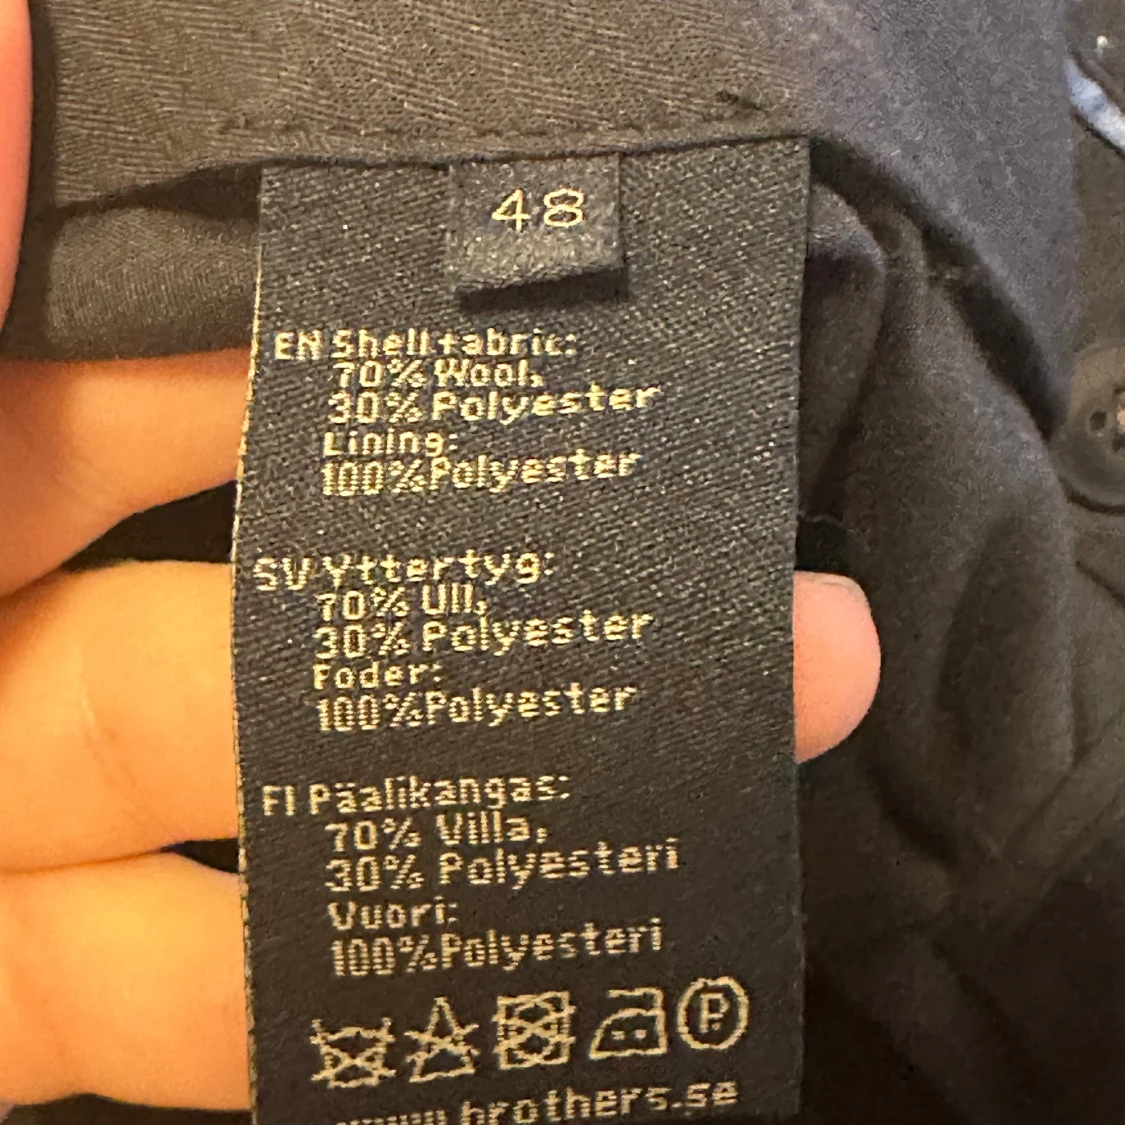 48
EN Shell fabric:
70% Wool,
30% Polyester
Lining:
100%Polyester
SV Yttertyg:
70% Ull,
30% Polyester
Foder:
100%Polyester
FI Päälikangas:
70% Villa,
30% Polyesteri
Vuori:
100%Polyesteri
P
www.brothers.se